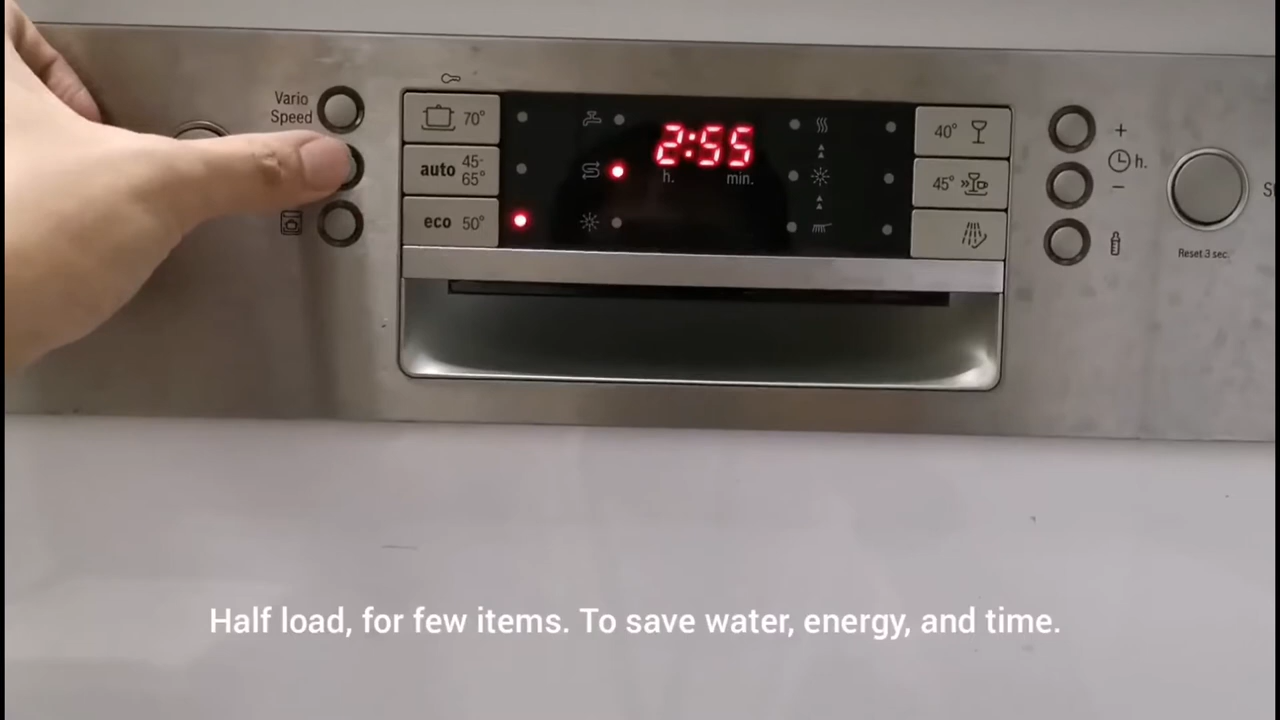 Vario
Speed
70°
auto 45-
65°
eco 50°
2:55
h. min.
40°
45°
+
h.
−
S
Reset 3 sec.
Half load, for few items. To save water, energy, and time.